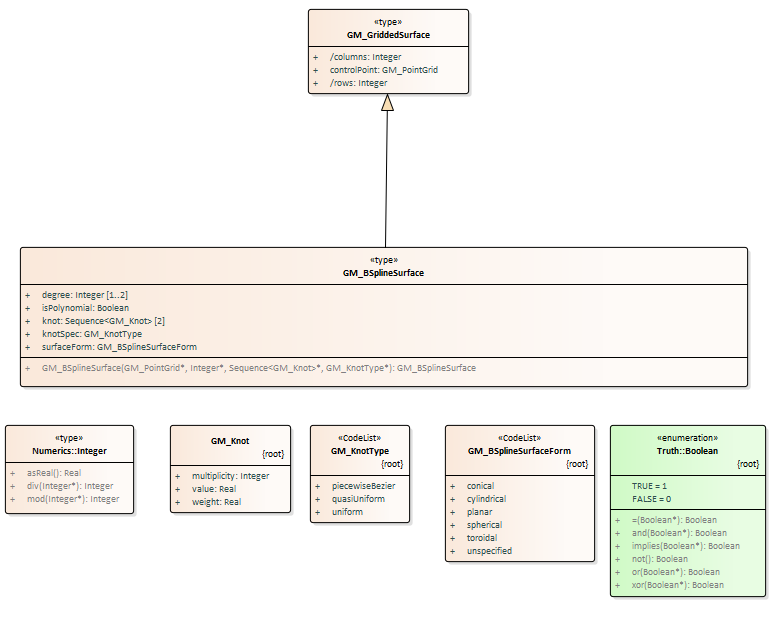 «type»
GM_GriddedSurface
+ /columns: Integer
+ controlPoint: GM_PointGrid
+ /rows: Integer
«type»
GM_BSplineSurface
+ degree: Integer [1..2]
+ isPolynomial: Boolean
+ knot: Sequence<GM_Knot> [2]
+ knotSpec: GM_KnotType
+ surfaceForm: GM_BSplineSurfaceForm
+ GM_BSplineSurface(GM_PointGrid*, Integer*, Sequence<GM_Knot>*, GM_KnotType*): GM_BSplineSurface
«type»
Numerics::Integer
+ asReal(): Real
+ div(Integer*): Integer
+ mod(Integer*): Integer
GM_Knot
{root}
+ multiplicity: Integer
+ value: Real
+ weight: Real
«CodeList»
GM_KnotType
{root}
+ piecewiseBezier
+ quasiUniform
+ uniform
«CodeList»
GM_BSplineSurfaceForm
{root}
+ conical
+ cylindrical
+ planar
+ spherical
+ toroidal
+ unspecified
«enumeration»
Truth::Boolean
{root}
TRUE = 1
FALSE = 0
+ =(Boolean*): Boolean
+ and(Boolean*): Boolean
+ implies(Boolean*): Boolean
+ not(): Boolean
+ or(Boolean*): Boolean
+ xor(Boolean*): Boolean